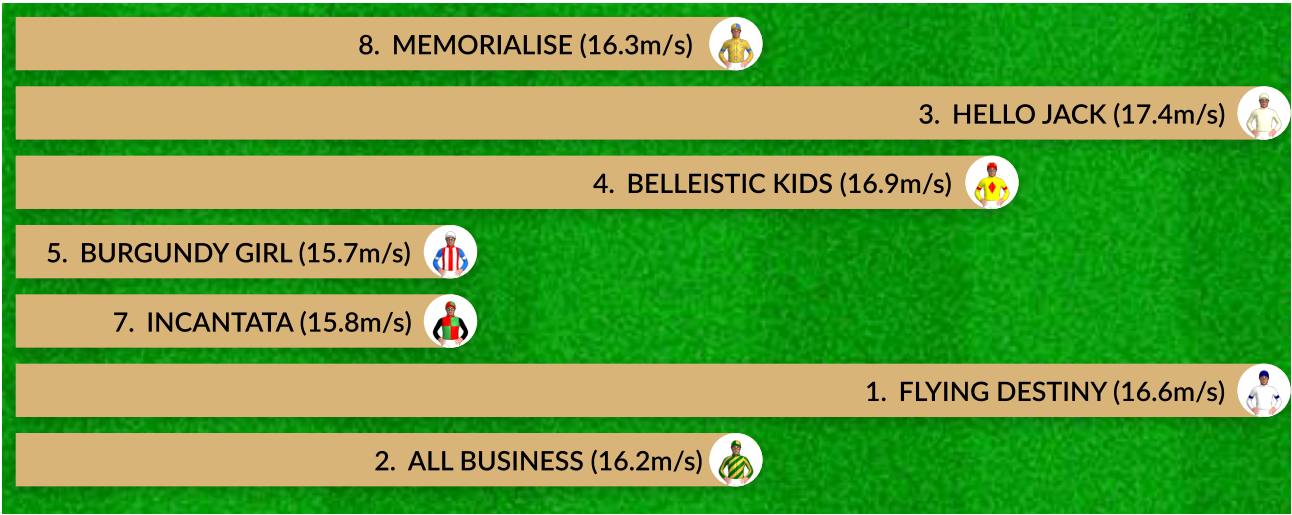 8. MEMORIALISE (16.3m/s)
3. HELLO JACK (17.4m/s)
4. BELLEISTIC KIDS (16.9m/s)
5. BURGUNDY GIRL (15.7m/s)
7. INCANTATA (15.8m/s)
1. FLYING DESTINY (16.6m/s)
2. ALL BUSINESS (16.2m/s)